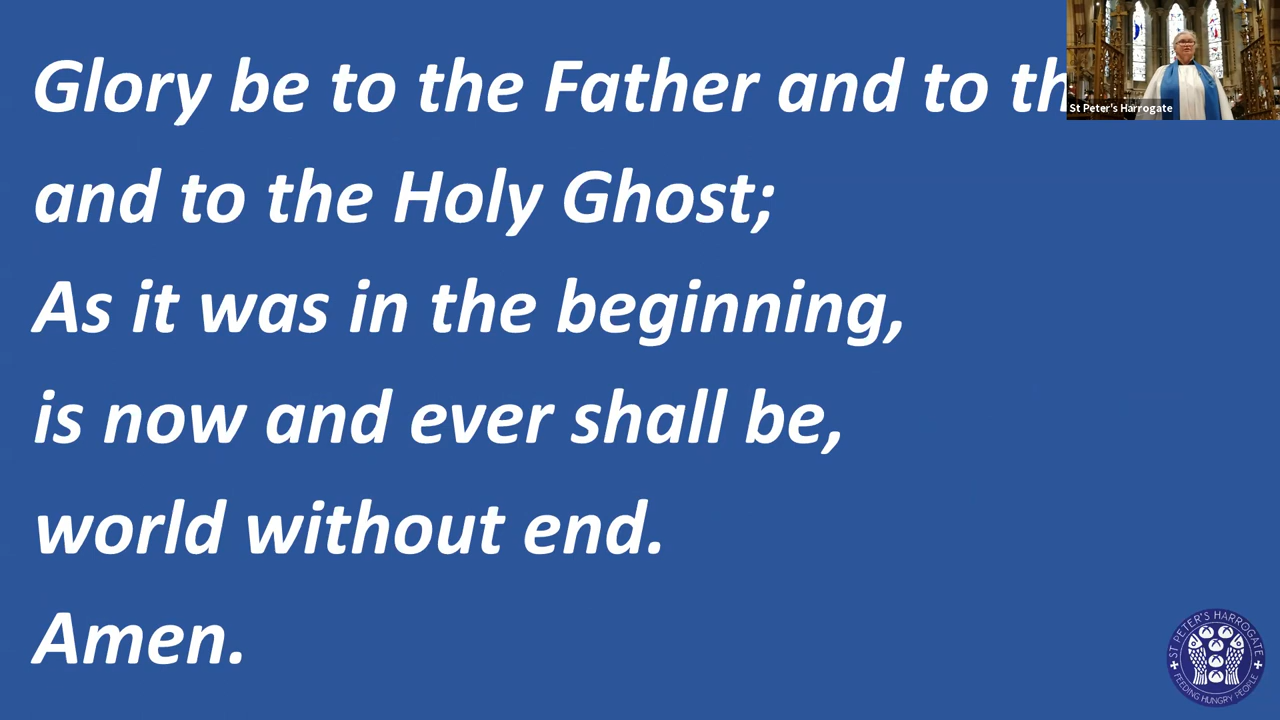 Glory be to the Father and to th
and to the Holy Ghost;
As it was in the beginning,
is now and ever shall be,
world without end.
Amen.
St Peter's Harrogate
ST PETER'S HARROGATE
FEEDING HUNGRY PEOPLE